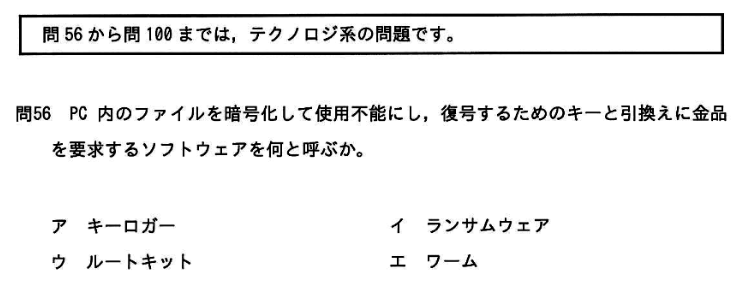 問 56 から問 100 までは，テクノロジ系の問題です。
問56　PC 内のファイルを暗号化して使用不能にし，復号するためのキーと引換えに金品
を要求するソフトウェアを何と呼ぶか。
ア　キーロガー　　イ　ランサムウェア
ウ　ルートキット　　エ　ワーム